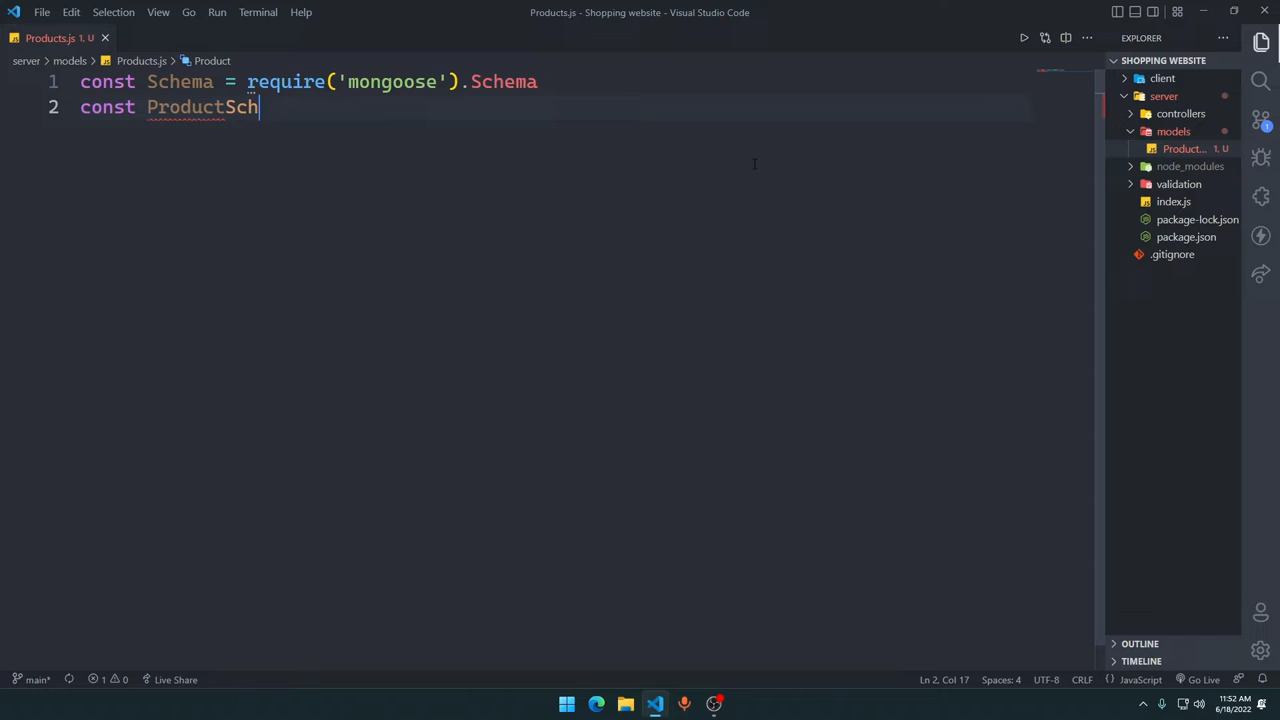 File Edit Selection View Go Run Terminal Help
Products.js - Shopping website - Visual Studio Code
Products.js 1, U
server > models > Products.js > Product
1 const Schema = require('mongoose').Schema
2 const ProductSch
EXPLORER
SHOPPING WEBSITE
client
server
controllers
models
Product... 1, U
node_modules
validation
index.js
package-lock.json
package.json
.gitignore
OUTLINE
TIMELINE
1
main* 1 0 Live Share
Ln 2, Col 17 Spaces: 4 UTF-8 CRLF {} JavaScript Go Live
11:52 AM
6/18/2022